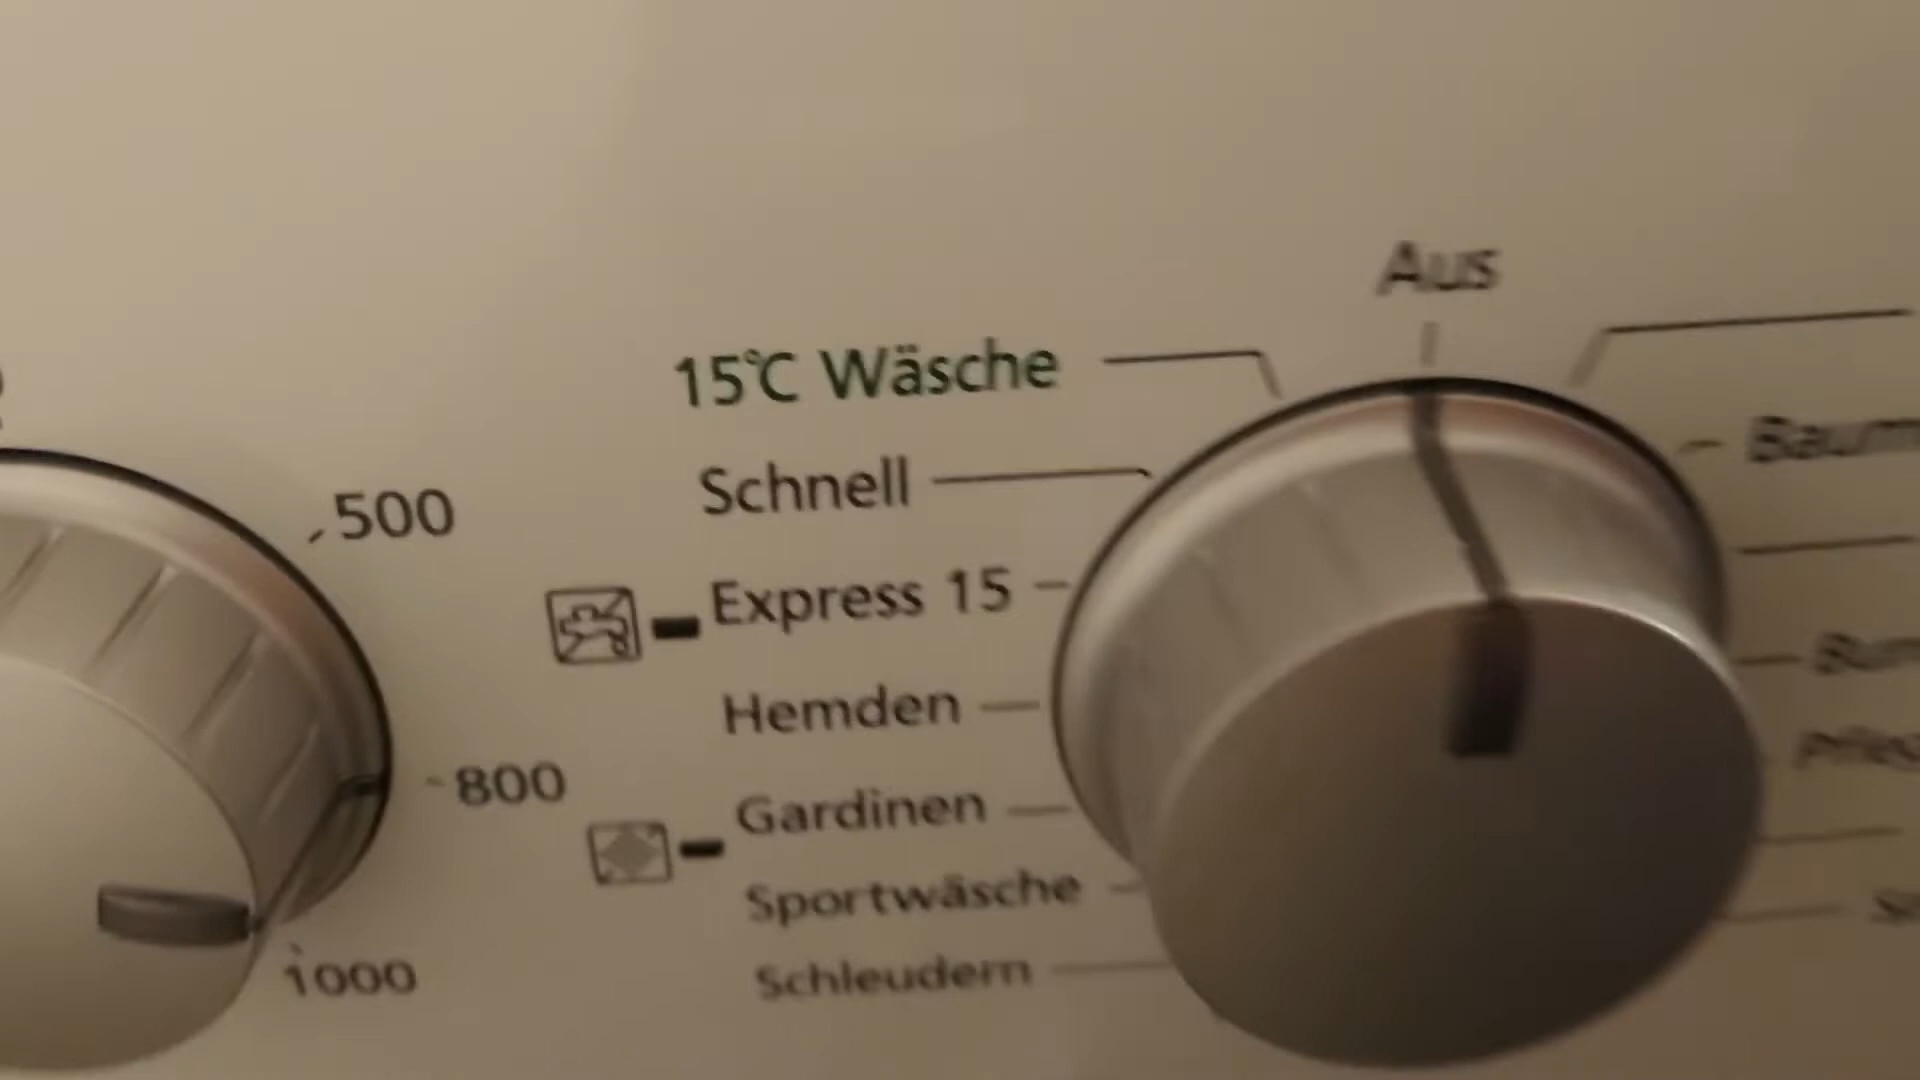 Aus
15°C Wäsche
Schnell
500
Express 15
Hemden
800
Gardinen
Sportwäsche
Schleudern
1000